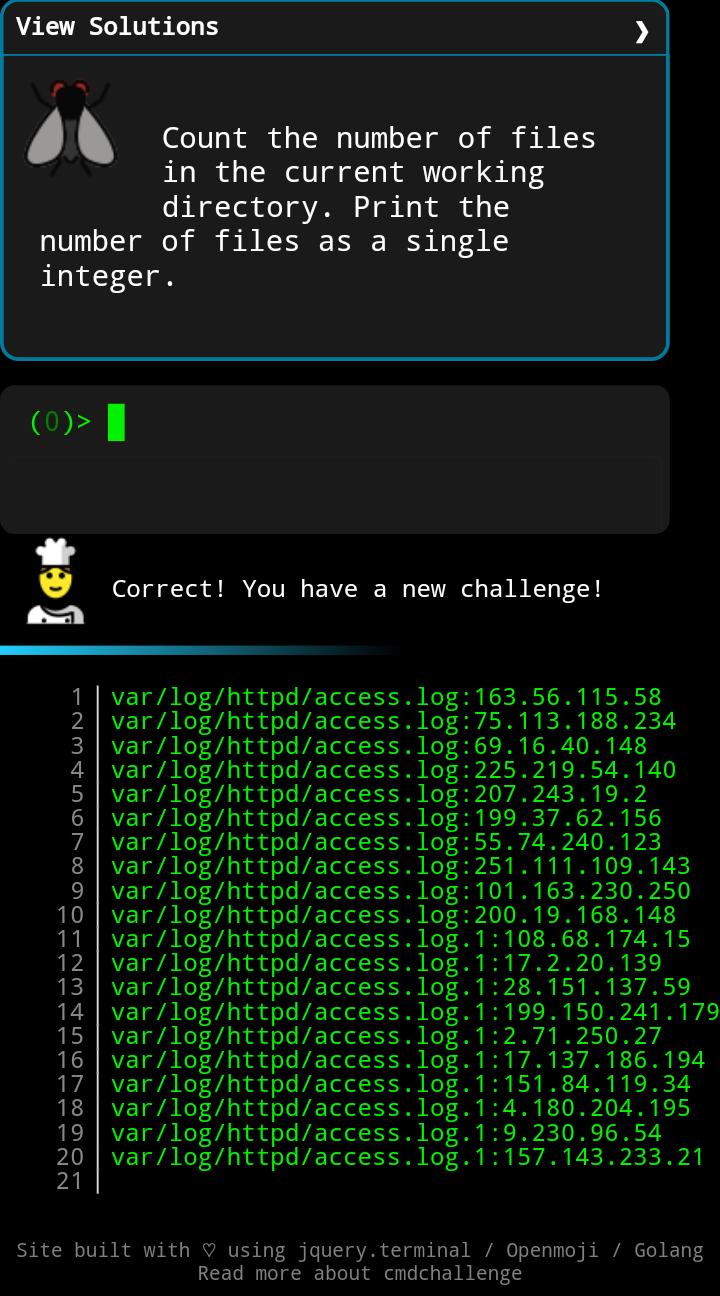 View Solutions ❯
Count the number of files
in the current working
directory. Print the
number of files as a single
integer.
(0)>
Correct! You have a new challenge!
1 var/log/httpd/access.log:163.56.115.58
2 var/log/httpd/access.log:75.113.188.234
3 var/log/httpd/access.log:69.16.40.148
4 var/log/httpd/access.log:225.219.54.140
5 var/log/httpd/access.log:207.243.19.2
6 var/log/httpd/access.log:199.37.62.156
7 var/log/httpd/access.log:55.74.240.123
8 var/log/httpd/access.log:251.111.109.143
9 var/log/httpd/access.log:101.163.230.250
10 var/log/httpd/access.log:200.19.168.148
11 var/log/httpd/access.log.1:108.68.174.15
12 var/log/httpd/access.log.1:17.2.20.139
13 var/log/httpd/access.log.1:28.151.137.59
14 var/log/httpd/access.log.1:199.150.241.179
15 var/log/httpd/access.log.1:2.71.250.27
16 var/log/httpd/access.log.1:17.137.186.194
17 var/log/httpd/access.log.1:151.84.119.34
18 var/log/httpd/access.log.1:4.180.204.195
19 var/log/httpd/access.log.1:9.230.96.54
20 var/log/httpd/access.log.1:157.143.233.21
21
Site built with ♡ using jquery.terminal / Openmoji / Golang
Read more about cmdchallenge